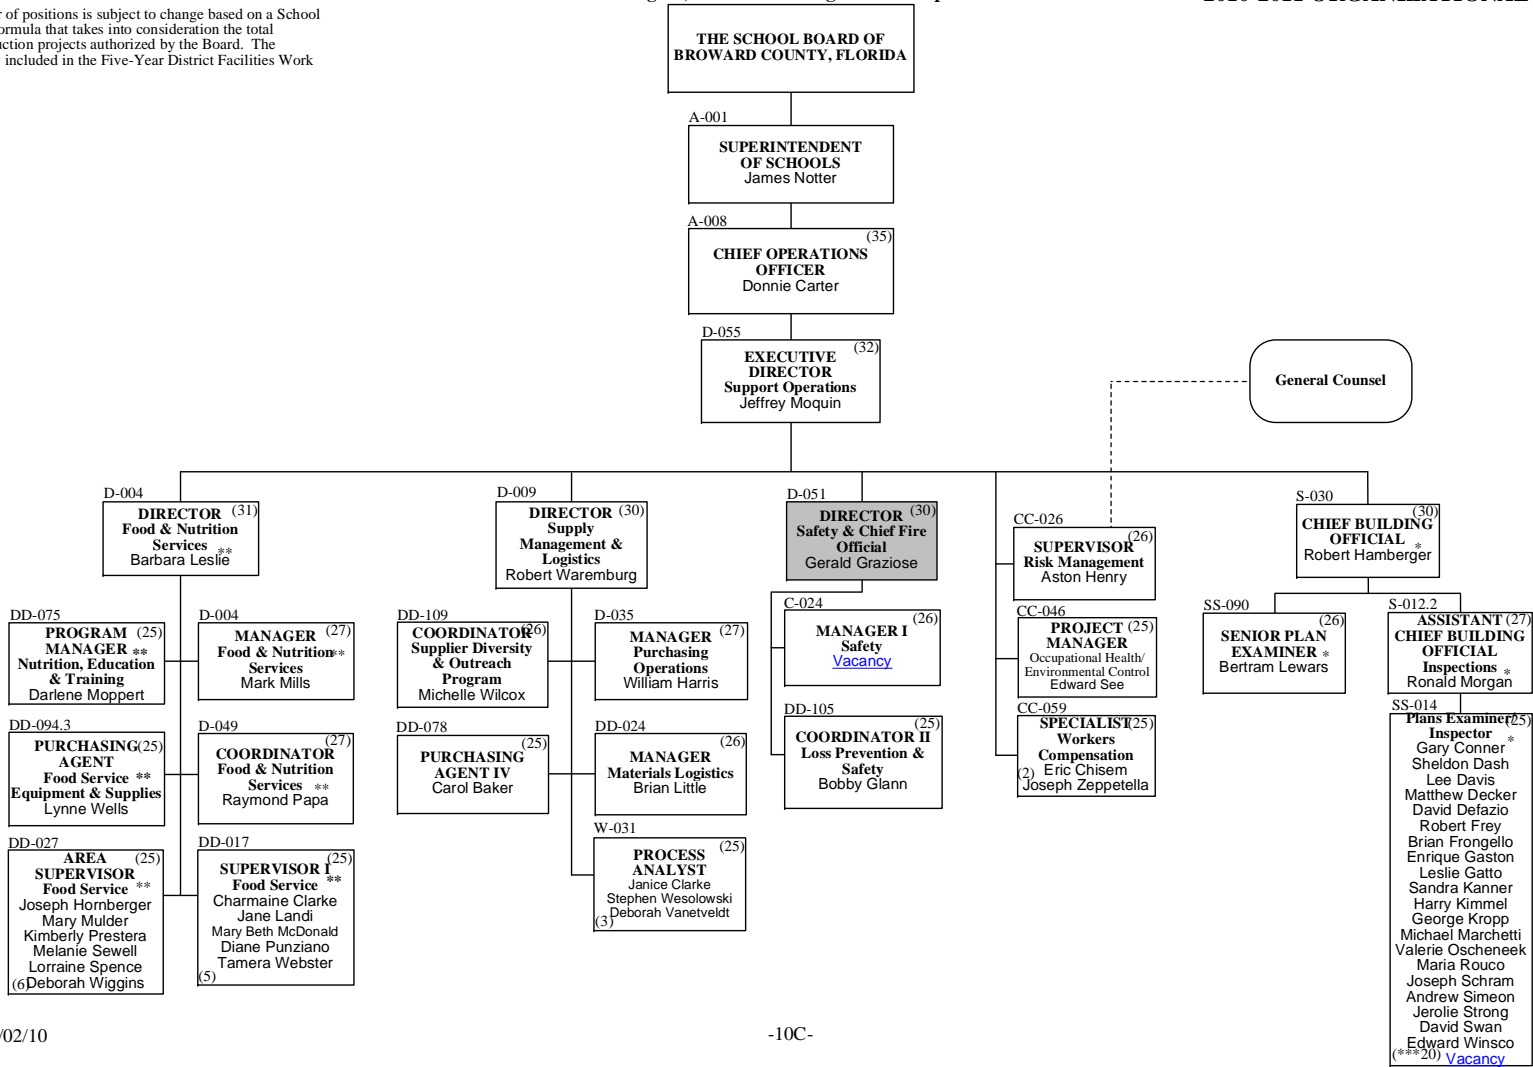 r of positions is subject to change based on a School
ormula that takes into consideration the total
uction projects authorized by the Board. The
included in the Five-Year District Facilities Work
THE SCHOOL BOARD OF
BROWARD COUNTY, FLORIDA
A-001
SUPERINTENDENT
OF SCHOOLS
James Notter
A-008
(35)
CHIEF OPERATIONS
OFFICER
Donnie Carter
D-055
(32)
EXECUTIVE
DIRECTOR
Support Operations
Jeffrey Moquin
General Counsel
D-004
DIRECTOR (31)
Food & Nutrition
Services **
Barbara Leslie
D-009
DIRECTOR (30)
Supply
Management &
Logistics
Robert Waremburg
D-051
DIRECTOR (30)
Safety & Chief Fire
Official
Gerald Graziose
CC-026
(26)
SUPERVISOR
Risk Management
Aston Henry
S-030
(30)
CHIEF BUILDING
OFFICIAL *
Robert Hamberger
DD-075
PROGRAM (25)
MANAGER **
Nutrition, Education
& Training
Darlene Moppert
D-004
MANAGER (27)
Food & Nutrition**
Services
Mark Mills
DD-109
COORDINATOR (26)
Supplier Diversity
& Outreach
Program
Michelle Wilcox
D-035
MANAGER (27)
Purchasing
Operations
William Harris
C-024
(26)
MANAGER I
Safety
Vacancy
CC-046
PROJECT (25)
MANAGER
Occupational Health/
Environmental Control
Edward See
SS-090
(26)
SENIOR PLAN
EXAMINER *
Bertram Lewars
S-012.2
ASSISTANT (27)
CHIEF BUILDING
OFFICIAL
Inspections *
Ronald Morgan
DD-094.3
PURCHASING (25)
AGENT
Food Service **
Equipment & Supplies
Lynne Wells
D-049
(27)
COORDINATOR
Food & Nutrition
Services **
Raymond Papa
DD-078
(25)
PURCHASING
AGENT IV
Carol Baker
DD-024
(26)
MANAGER
Materials Logistics
Brian Little
DD-105
(25)
COORDINATOR II
Loss Prevention &
Safety
Bobby Glann
CC-059
SPECIALIST (25)
Workers
Compensation
(2) Eric Chisem
Joseph Zeppetella
SS-014
Plans Examiner/ (25)
Inspector *
Gary Conner
Sheldon Dash
Lee Davis
Matthew Decker
David Defazio
Robert Frey
Brian Frongello
Enrique Gaston
Leslie Gatto
Sandra Kanner
Harry Kimmel
George Kropp
Michael Marchetti
Valerie Oscheneek
Maria Rouco
Joseph Schram
Andrew Simeon
Jerolie Strong
David Swan
Edward Winsco
(***20) Vacancy
DD-027
AREA (25)
SUPERVISOR
Food Service **
Joseph Hornberger
Mary Mulder
Kimberly Prestera
Melanie Sewell
Lorraine Spence
(6) Deborah Wiggins
DD-017
(25)
SUPERVISOR I
Food Service **
Charmaine Clarke
Jane Landi
Mary Beth McDonald
Diane Punziano
Tamera Webster
(5)
W-031
(25)
PROCESS
ANALYST
Janice Clarke
Stephen Wesolowski
Deborah Vanetveldt
(3)
/02/10
-10C-